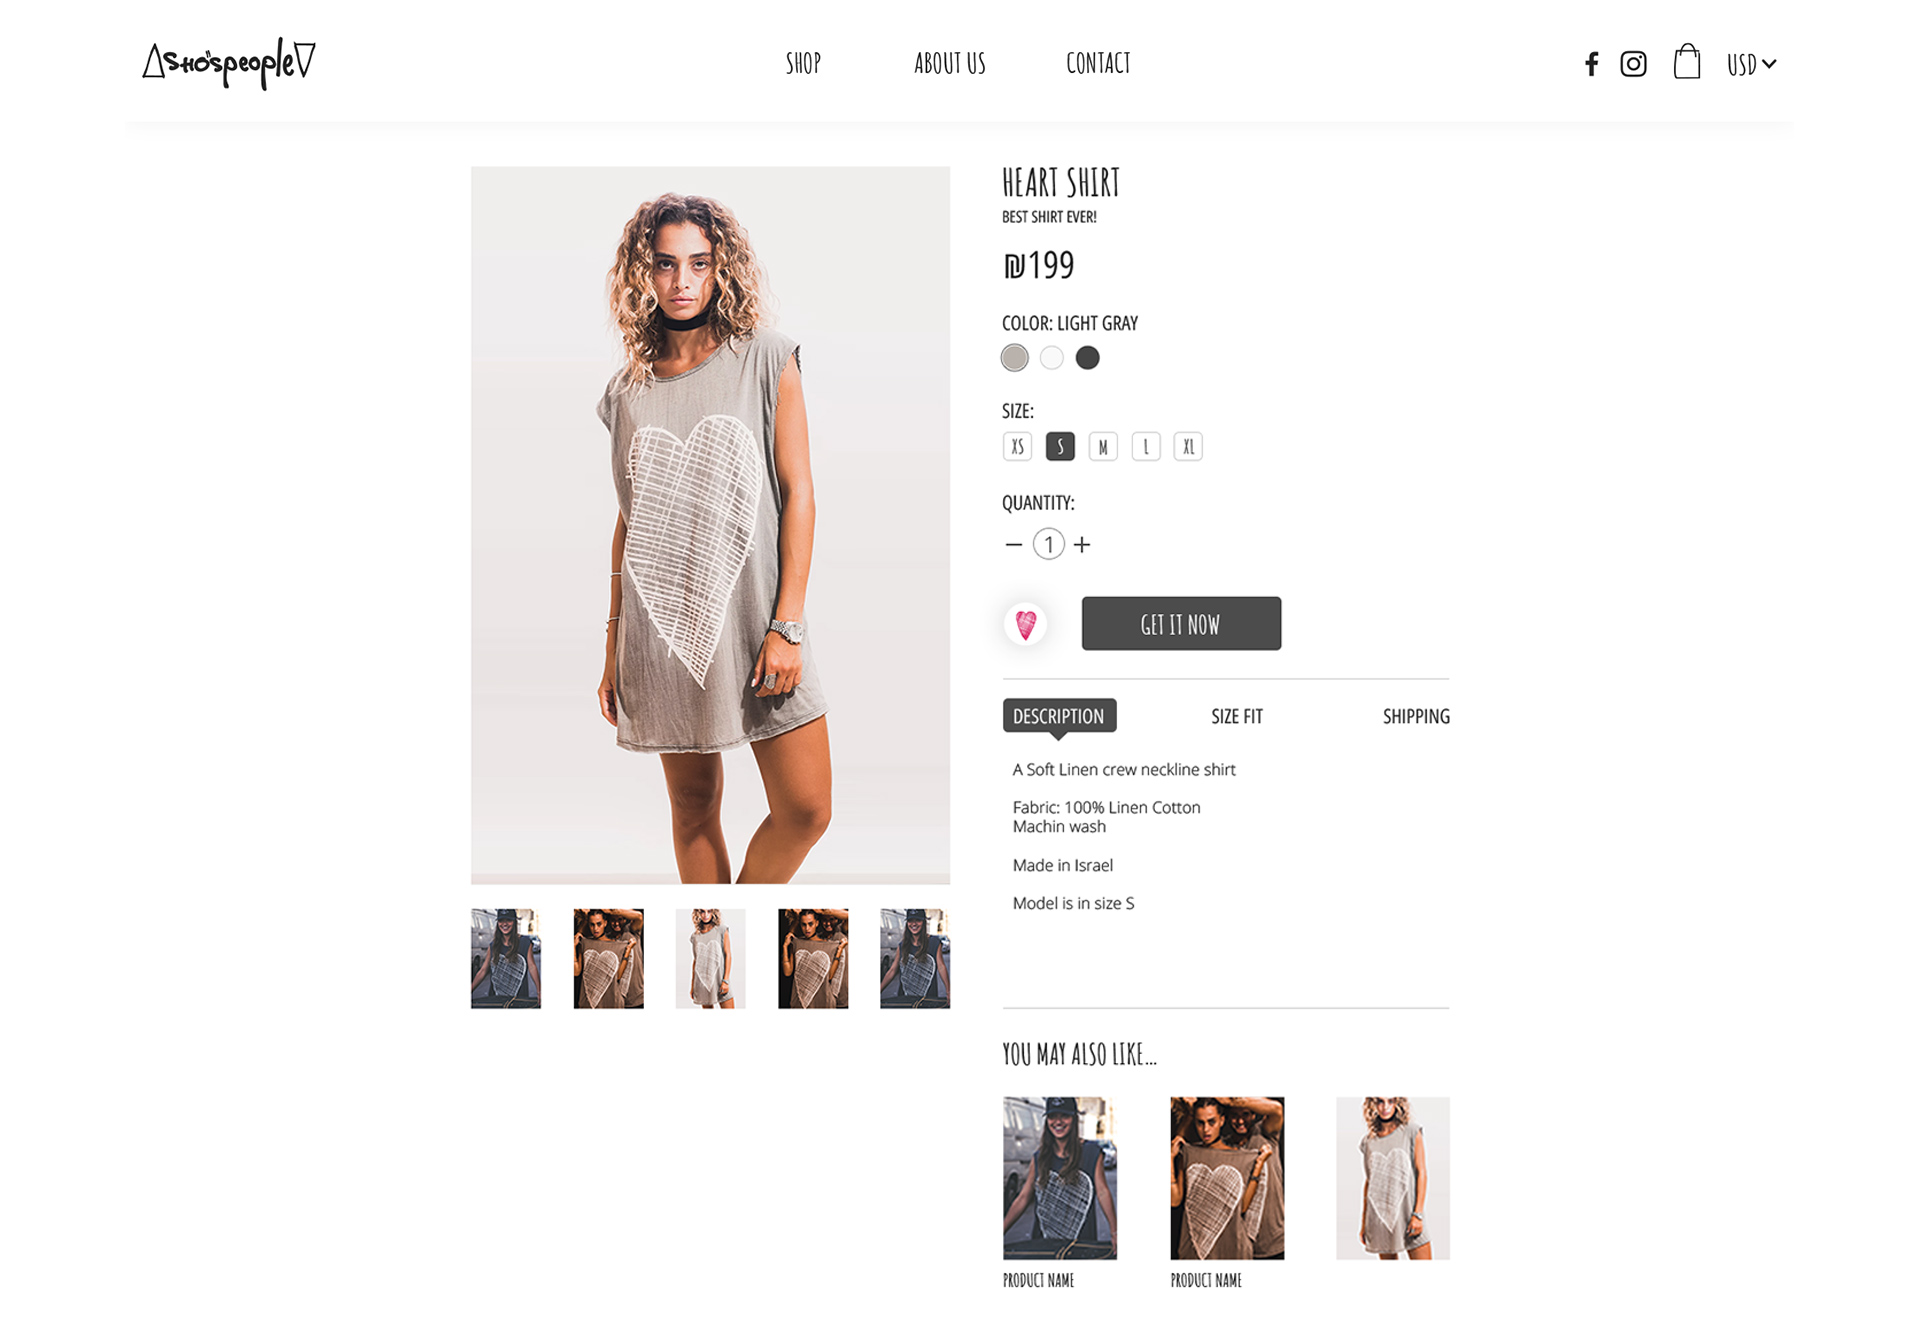 ASHO'SPEOPLE
SHOP
ABOUT US
CONTACT
USD
HEART SHIRT
BEST SHIRT EVER!
₪199
COLOR: LIGHT GRAY
SIZE:
XS S M L XL
QUANTITY:
1
GET IT NOW
DESCRIPTION
SIZE FIT
SHIPPING
A Soft Linen crew neckline shirt
Fabric: 100% Linen Cotton
Machin wash
Made in Israel
Model is in size S
YOU MAY ALSO LIKE...
PRODUCT NAME
PRODUCT NAME